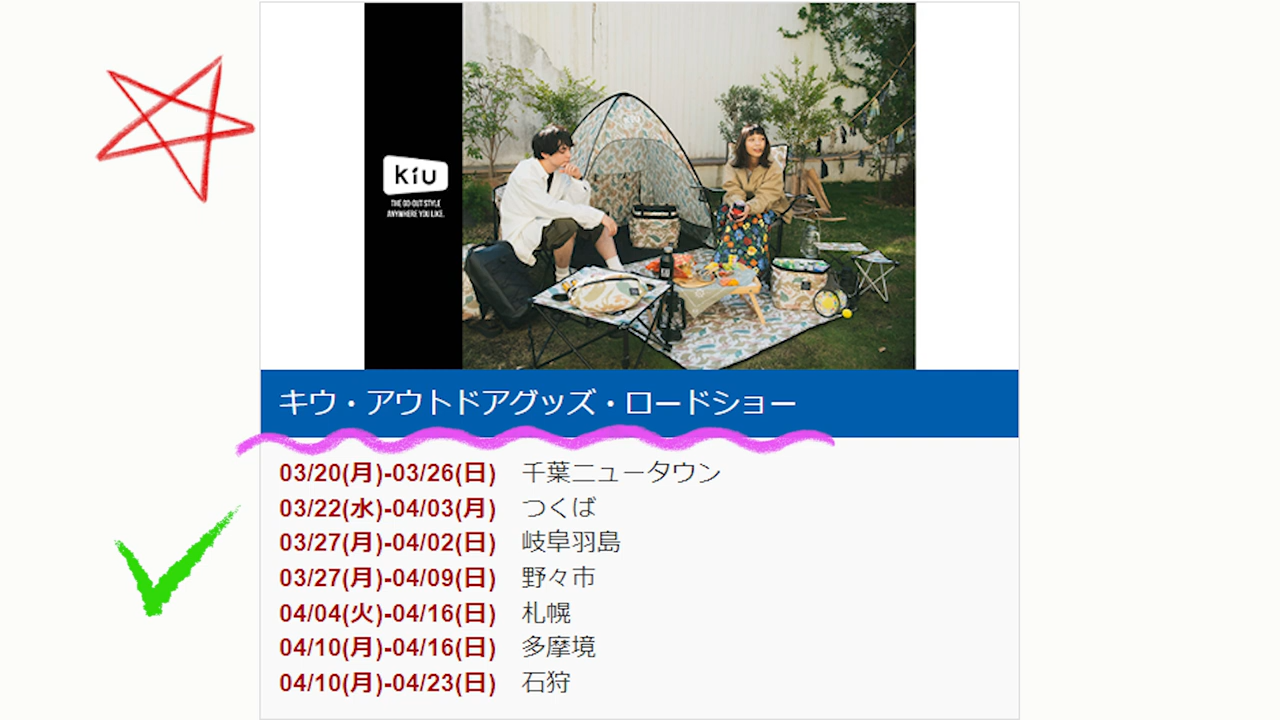 kiu
THE GO-OUT STYLE
ANYWHERE YOU LIKE.
キウ・アウトドアグッズ・ロードショー
03/20(月)-03/26(日) 千葉ニュータウン
03/22(水)-04/03(月) つくば
03/27(月)-04/02(日) 岐阜羽島
03/27(月)-04/09(日) 野々市
04/04(火)-04/16(日) 札幌
04/10(月)-04/16(日) 多摩境
04/10(月)-04/23(日) 石狩